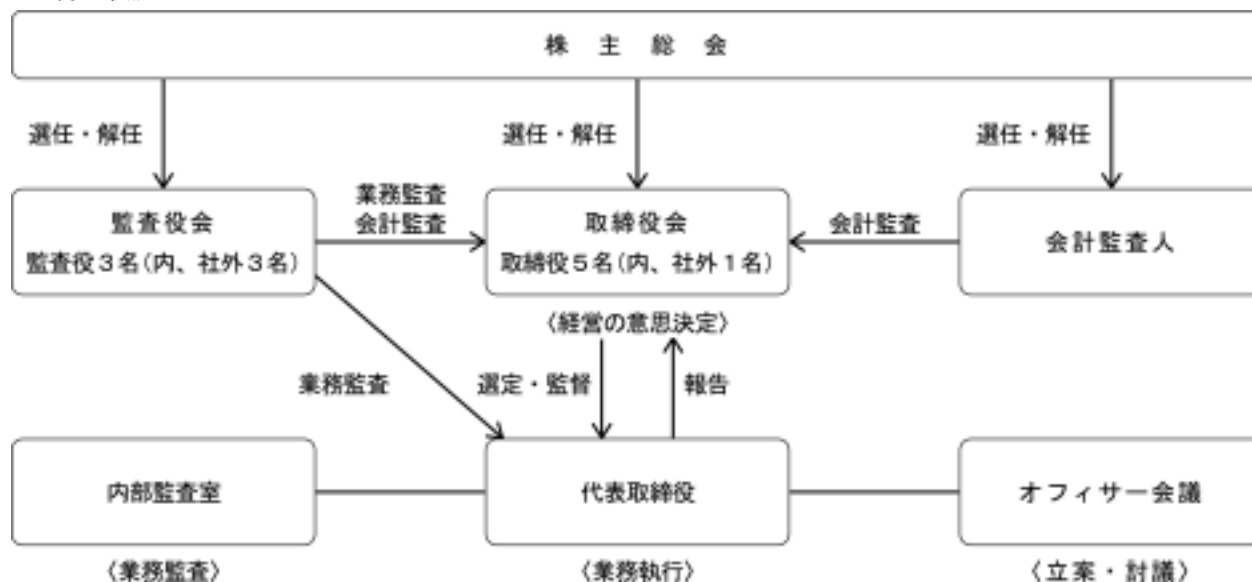 株主総会
選任・解任
選任・解任
選任・解任
監査役会
監査役3名(内、社外3名)
業務監査
会計監査
取締役会
取締役5名(内、社外1名)
会計監査
会計監査人
〈経営の意思決定〉
業務監査
選定・監督
報告
内部監査室
代表取締役
オフィサー会議
〈業務監査〉
〈業務執行〉
〈立案・討議〉